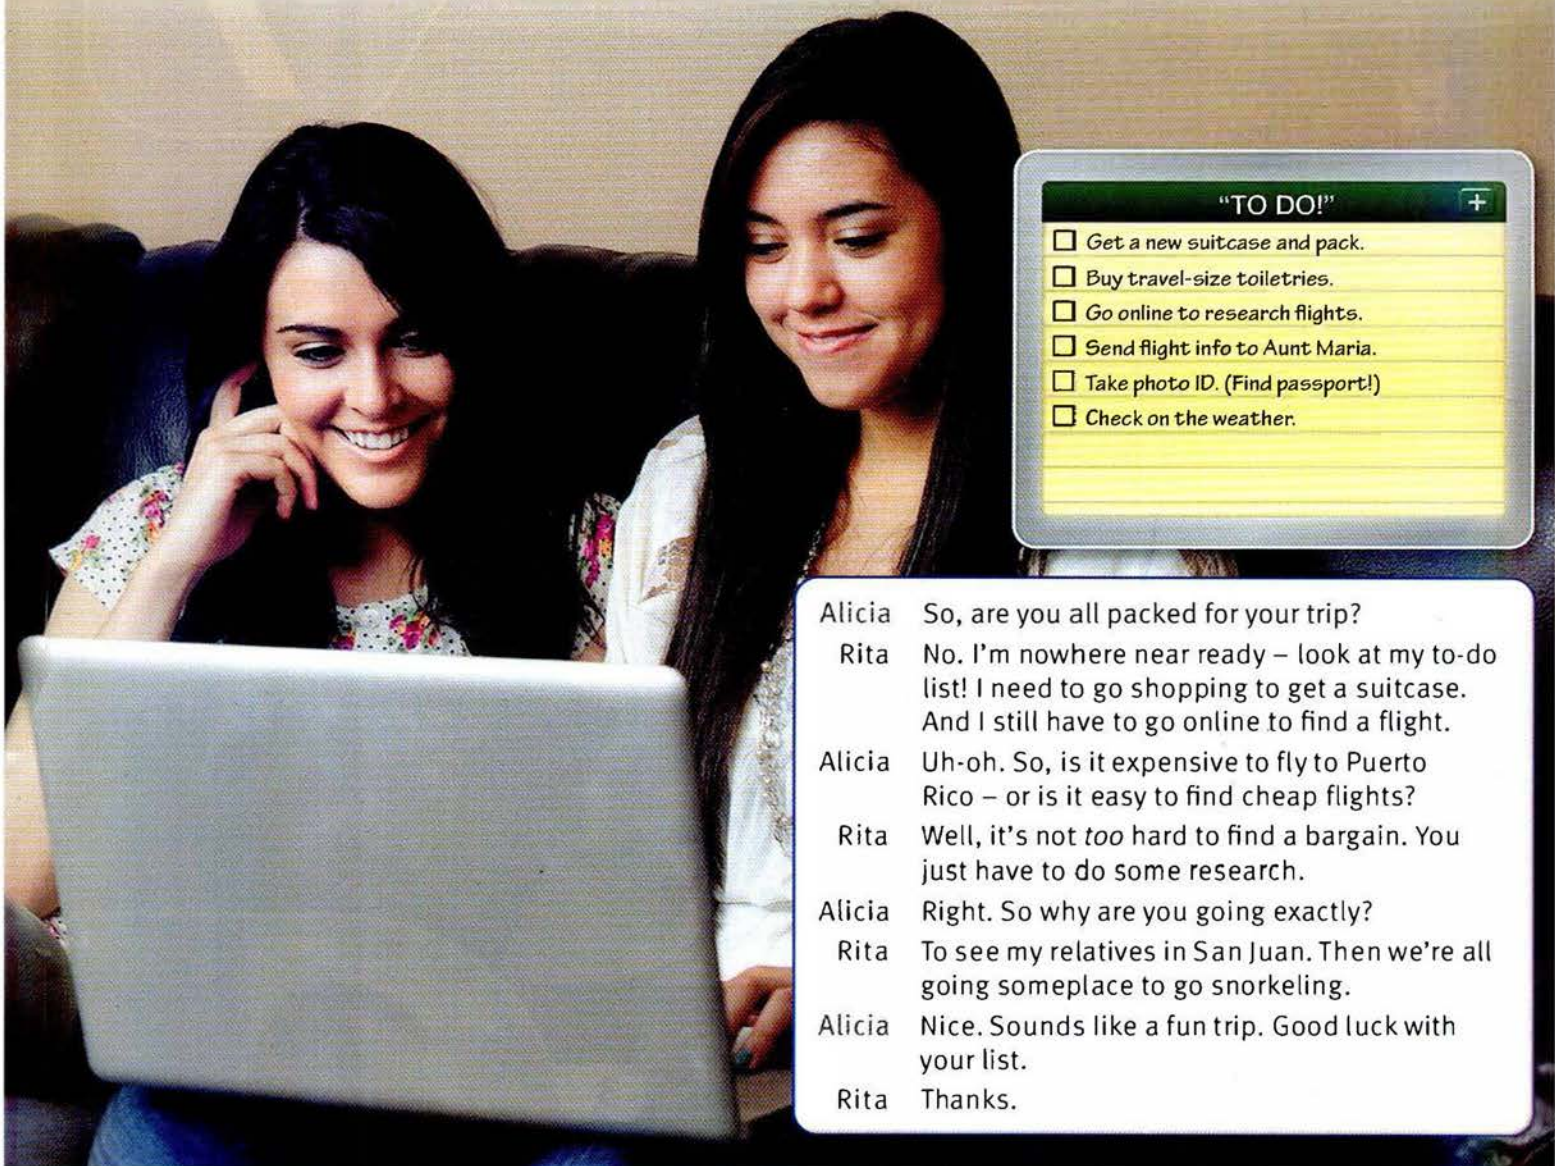 "TO DO!" +
Get a new suitcase and pack.
Buy travel-size toiletries.
Go online to research flights.
Send flight info to Aunt Maria.
Take photo ID. (Find passport!)
Check on the weather.
Alicia So, are you all packed for your trip?
Rita No. I'm nowhere near ready – look at my to-do
list! I need to go shopping to get a suitcase.
And I still have to go online to find a flight.
Alicia Uh-oh. So, is it expensive to fly to Puerto
Rico – or is it easy to find cheap flights?
Rita Well, it's not too hard to find a bargain. You
just have to do some research.
Alicia Right. So why are you going exactly?
Rita To see my relatives in San Juan. Then we're all
going someplace to go snorkeling.
Alicia Nice. Sounds like a fun trip. Good luck with
your list.
Rita Thanks.